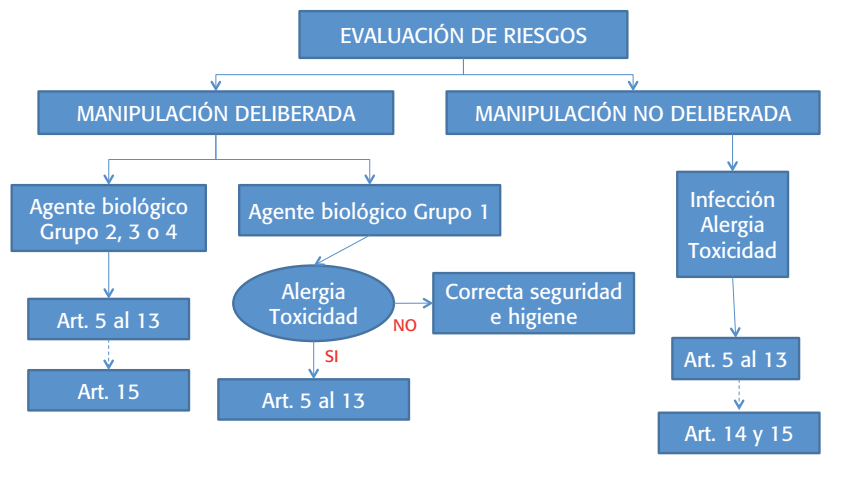 EVALUACIÓN DE RIESGOS
MANIPULACIÓN DELIBERADA
MANIPULACIÓN NO DELIBERADA
Agente biológico
Grupo 2, 3 o 4
Agente biológico Grupo 1
Infección
Alergia
Toxicidad
Alergia
Toxicidad
NO
Correcta seguridad
e higiene
SI
Art. 5 al 13
Art. 15
Art. 5 al 13
Art. 5 al 13
Art. 14 y 15